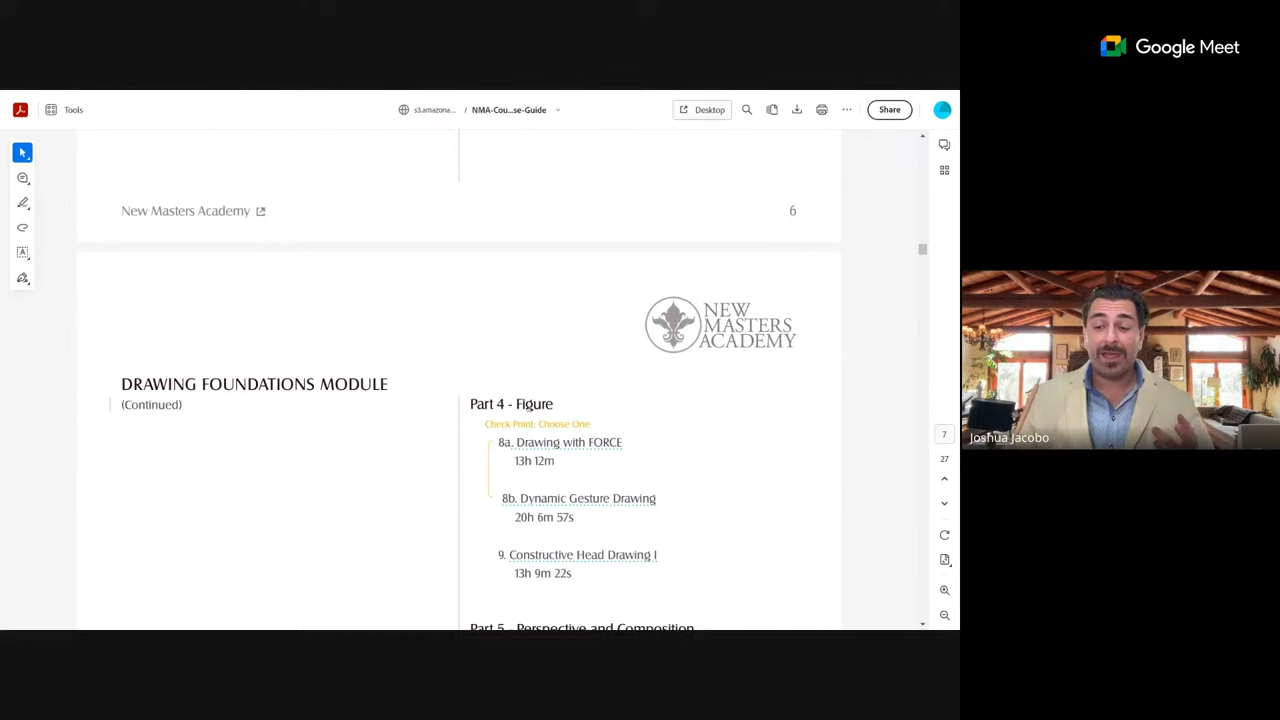 Google Meet
Tools
s3.amazona... / NMA-Cou...se-Guide
Desktop
Share
New Masters Academy
6
NEW
MASTERS
ACADEMY
DRAWING FOUNDATIONS MODULE
(Continued)
Part 4 - Figure
Check Point: Choose One
8a. Drawing with FORCE
13h 12m
8b. Dynamic Gesture Drawing
20h 6m 57s
9. Constructive Head Drawing I
13h 9m 22s
Part 5 - Perspective and Composition
7
27
Joshua Jacobo